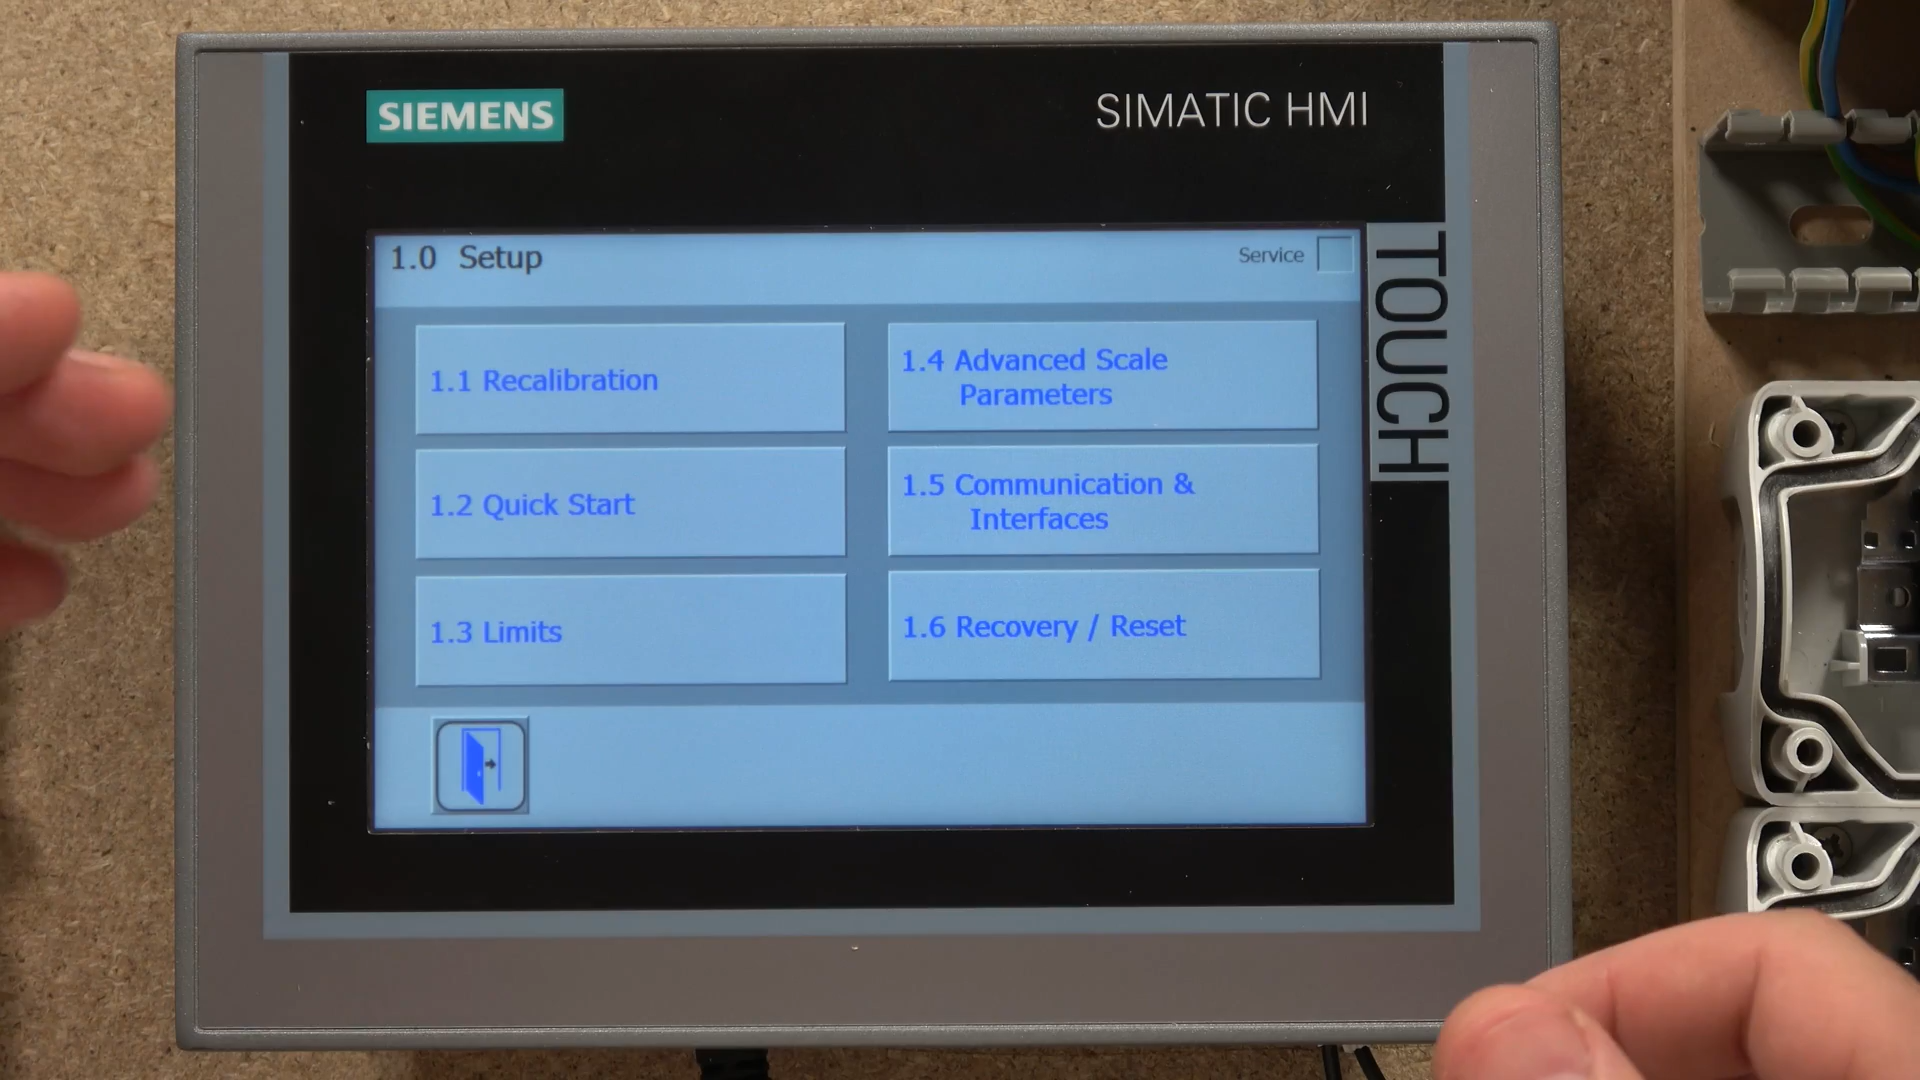 SIEMENS
SIMATIC HMI
TOUCH
1.0 Setup
Service
1.1 Recalibration
1.2 Quick Start
1.3 Limits
1.4 Advanced Scale
Parameters
1.5 Communication &
Interfaces
1.6 Recovery / Reset